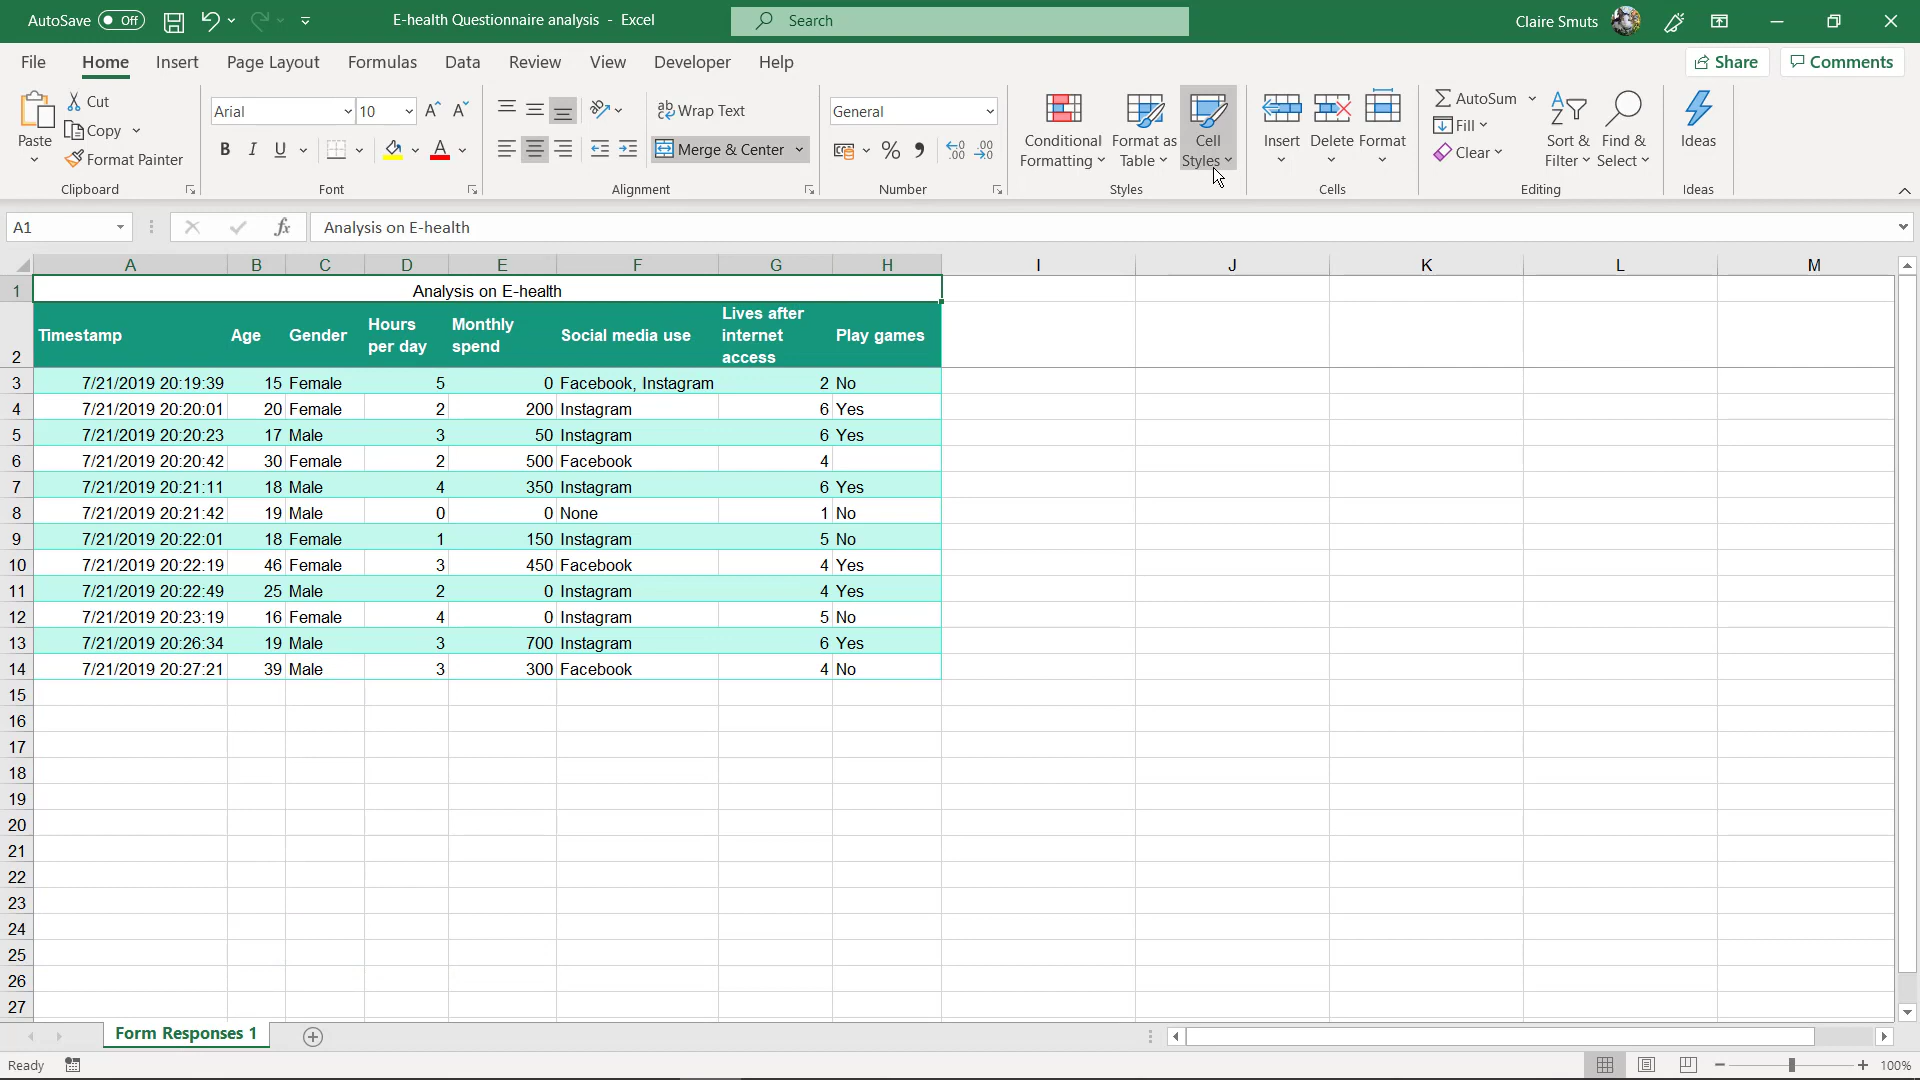 AutoSave Off
E-health Questionnaire analysis - Excel
Search
Claire Smuts
File Home Insert Page Layout Formulas Data Review View Developer Help
Share Comments
Paste
Cut
Copy
Format Painter
Clipboard
Arial 10
B I U A
Font
ab Wrap Text
Merge & Center
Alignment
General
% , .00 .00
Number
Conditional Formatting
Format as Table
Cell Styles
Styles
Insert Delete Format
Cells
AutoSum
Fill
Clear
Sort & Filter
Find & Select
Editing
Ideas
Ideas
A1 fx Analysis on E-health
A B C D E F G H I J K L M
1 Analysis on E-health
2 Timestamp Age Gender Hours per day Monthly spend Social media use Lives after internet access Play games
3 7/21/2019 20:19:39 15 Female 5 0 Facebook, Instagram 2 No
4 7/21/2019 20:20:01 20 Female 2 200 Instagram 6 Yes
5 7/21/2019 20:20:23 17 Male 3 50 Instagram 6 Yes
6 7/21/2019 20:20:42 30 Female 2 500 Facebook 4
7 7/21/2019 20:21:11 18 Male 4 350 Instagram 6 Yes
8 7/21/2019 20:21:42 19 Male 0 0 None 1 No
9 7/21/2019 20:22:01 18 Female 1 150 Instagram 5 No
10 7/21/2019 20:22:19 46 Female 3 450 Facebook 4 Yes
11 7/21/2019 20:22:49 25 Male 2 0 Instagram 4 Yes
12 7/21/2019 20:23:19 16 Female 4 0 Instagram 5 No
13 7/21/2019 20:26:34 19 Male 3 700 Instagram 6 Yes
14 7/21/2019 20:27:21 39 Male 3 300 Facebook 4 No
15
16
17
18
19
20
21
22
23
24
25
26
27
Form Responses 1
Ready
100%